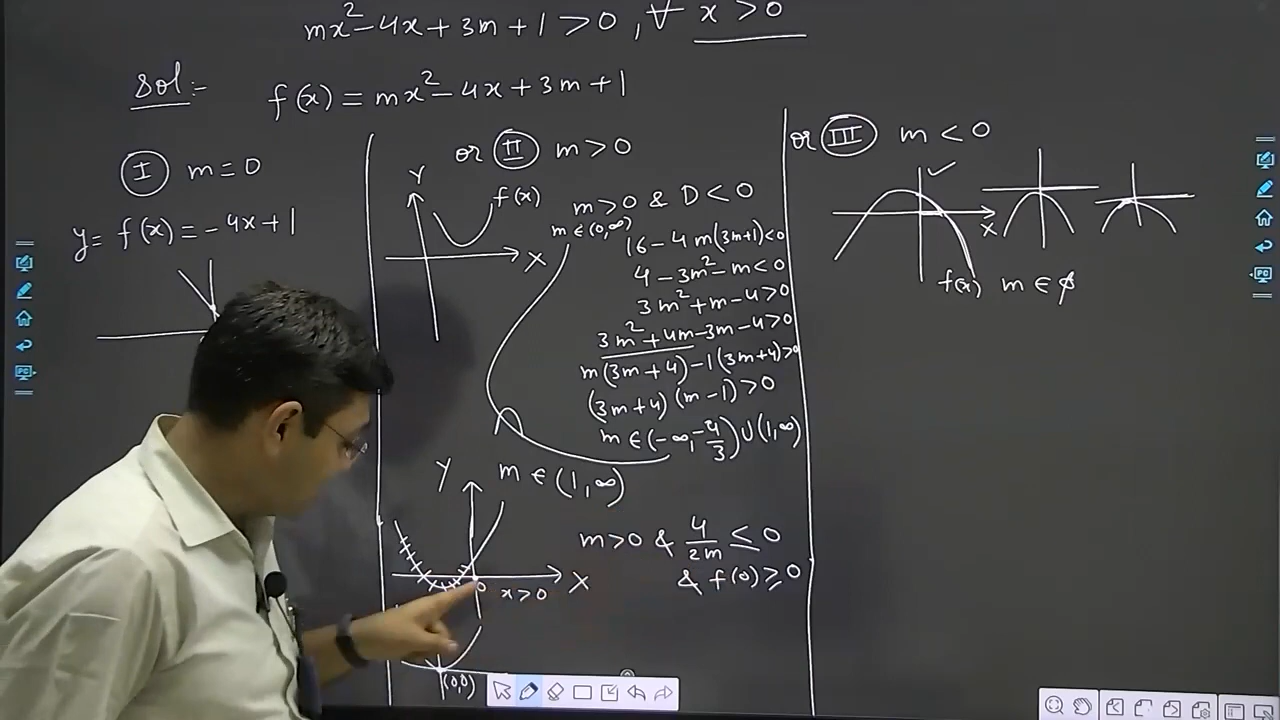 mx²-4x+3m+1>0, ∀ x>0
Sol:-
f(x)=mx²-4x+3m+1
I m=0
y=f(x)=-4x+1
or II m>0
Y
f(x)
X
m>0 & D<0
m∈(0,∞)
16-4m(3m+1)<0
4-3m²-m<0
3m²+m-4>0
3m²+4m-3m-4>0
m(3m+4)-1(3m+4)>0
(3m+4)(m-1)>0
m∈(-∞,-4/3)∪(1,∞)
m∈(1,∞)
Y
X
0
x>0
m>0 & 4/2m ≤0
& f(0)≥0
(0,0)
or III m<0
X
f(x) m∈∅